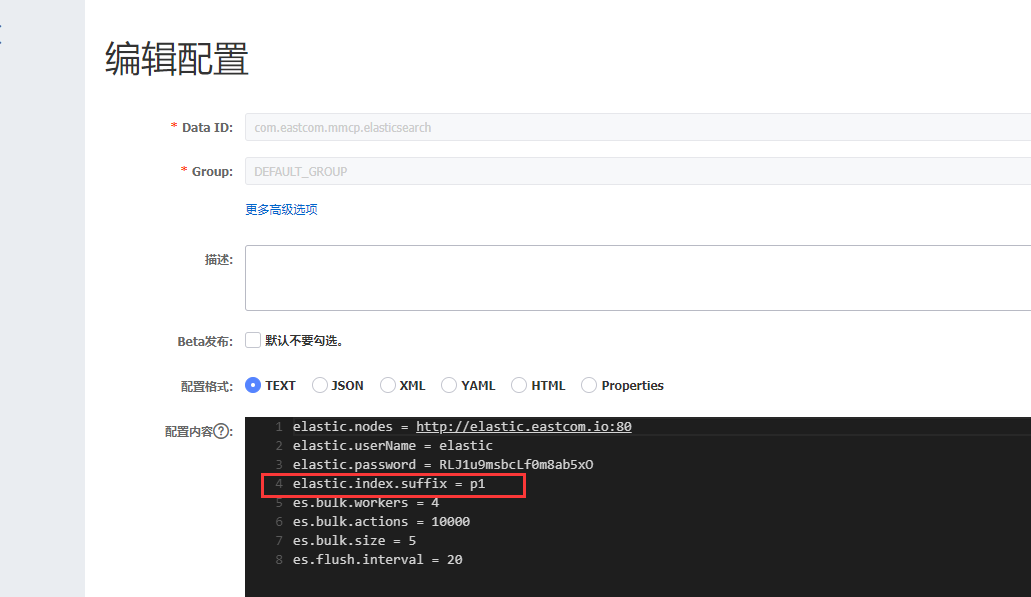 编辑配置
* Data ID: com.eastcom.mmcp.elasticsearch
* Group: DEFAULT_GROUP
更多高级选项
描述:
Beta发布: 默认不要勾选。
配置格式: TEXT JSON XML YAML HTML Properties
配置内容?:
1 elastic.nodes = http://elastic.eastcom.io:80
2 elastic.userName = elastic
3 elastic.password = RLJ1u9msbcLf0m8ab5xO
4 elastic.index.suffix = p1
5 es.bulk.workers = 4
6 es.bulk.actions = 10000
7 es.bulk.size = 5
8 es.flush.interval = 20